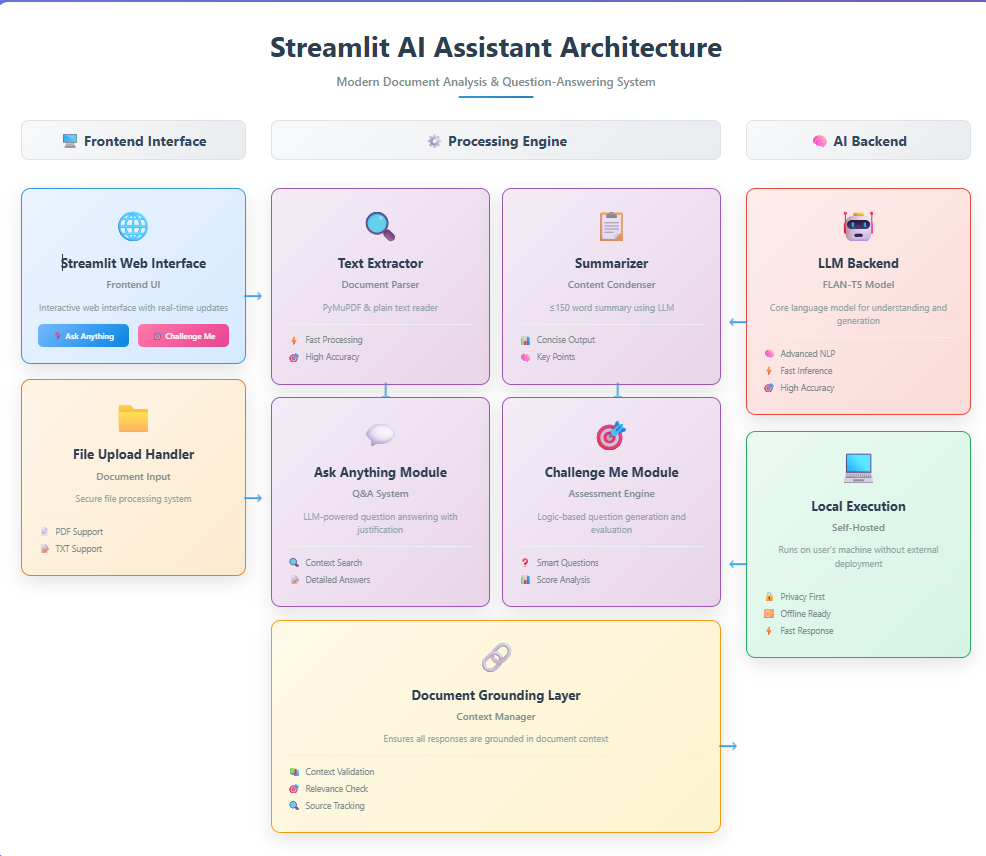 Streamlit AI Assistant Architecture
Modern Document Analysis & Question-Answering System
Frontend Interface
Processing Engine
AI Backend
Streamlit Web Interface
Frontend UI
Interactive web interface with real-time updates
Ask Anything
Challenge Me
File Upload Handler
Document Input
Secure file processing system
PDF Support
TXT Support
Text Extractor
Document Parser
PyMuPDF & plain text reader
Fast Processing
High Accuracy
Summarizer
Content Condenser
≤150 word summary using LLM
Concise Output
Key Points
Ask Anything Module
Q&A System
LLM-powered question answering with
justification
Context Search
Detailed Answers
Challenge Me Module
Assessment Engine
Logic-based question generation and
evaluation
Smart Questions
Score Analysis
Document Grounding Layer
Context Manager
Ensures all responses are grounded in document context
Context Validation
Relevance Check
Source Tracking
LLM Backend
FLAN-T5 Model
Core language model for understanding and
generation
Advanced NLP
Fast Inference
High Accuracy
Local Execution
Self-Hosted
Runs on user's machine without external
deployment
Privacy First
Offline Ready
Fast Response